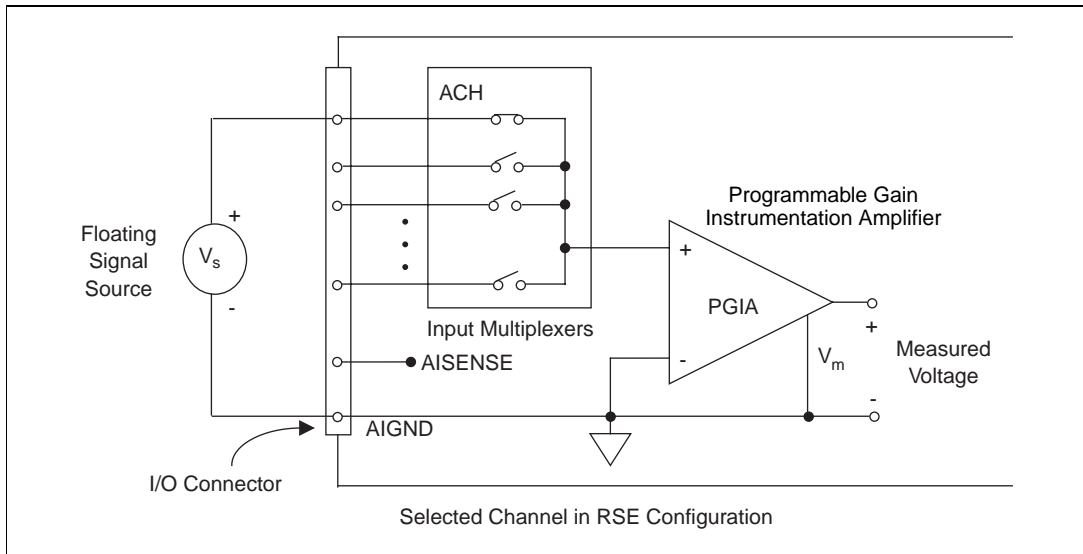 ACH
+
Floating
Signal
Source
Vs
-
Programmable Gain
Instrumentation Amplifier
+
PGIA
-
Input Multiplexers
AISENSE
Vm
+
Measured
Voltage
-
AIGND
I/O Connector
Selected Channel in RSE Configuration